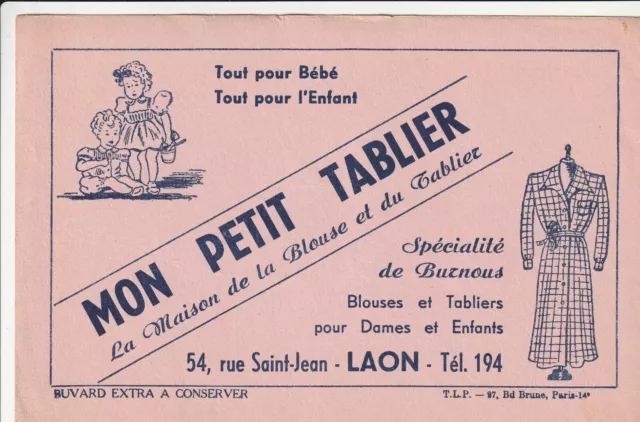 Tout pour Bébé
Tout pour l'Enfant
MON PETIT TABLIER
La Maison de la Blouse et du Tablier
Spécialité
de Burnous
Blouses et Tabliers
pour Dames et Enfants
54, rue Saint-Jean - LAON - Tél. 194
BUVARD EXTRA A CONSERVER
T.L.P. — 97, Bd Brune, Paris-14e